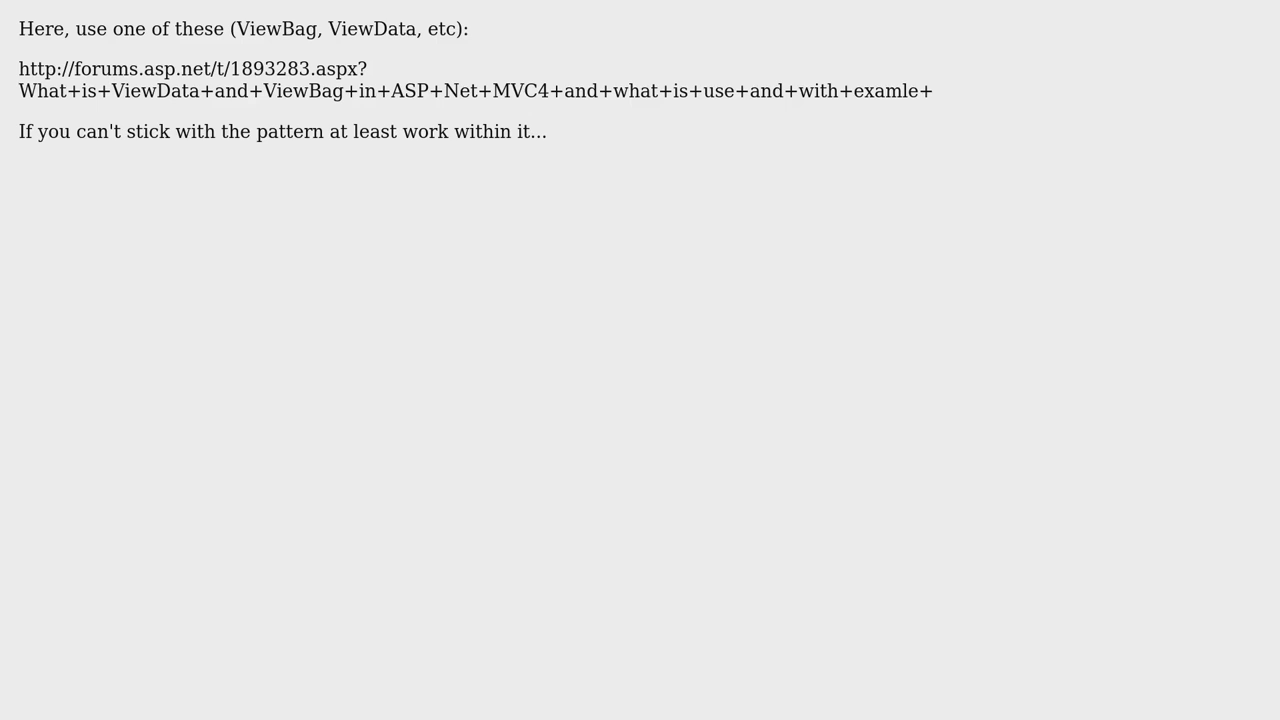 Here, use one of these (ViewBag, ViewData, etc):
http://forums.asp.net/t/1893283.aspx?
What+is+ViewData+and+ViewBag+in+ASP+Net+MVC4+and+what+is+use+and+with+examle+
If you can't stick with the pattern at least work within it...